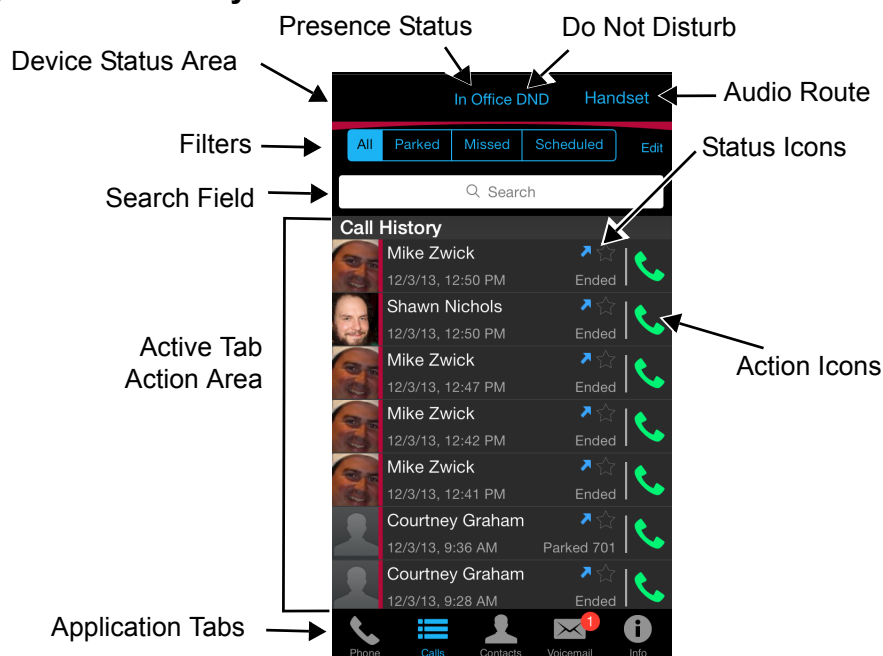 Presence Status
Do Not Disturb
Device Status Area
In Office DND
Handset
Audio Route
Filters
All
Parked
Missed
Scheduled
Edit
Status Icons
Search Field
Search
Call History
Mike Zwick
12/3/13, 12:50 PM
Ended
Shawn Nichols
12/3/13, 12:50 PM
Ended
Active Tab
Action Area
Action Icons
Mike Zwick
12/3/13, 12:47 PM
Ended
Mike Zwick
12/3/13, 12:42 PM
Ended
Mike Zwick
12/3/13, 12:41 PM
Ended
Courtney Graham
12/3/13, 9:36 AM
Parked 701
Courtney Graham
12/3/13, 9:28 AM
Ended
Application Tabs
1
Phone
Calls
Contacts
Voicemail
Info